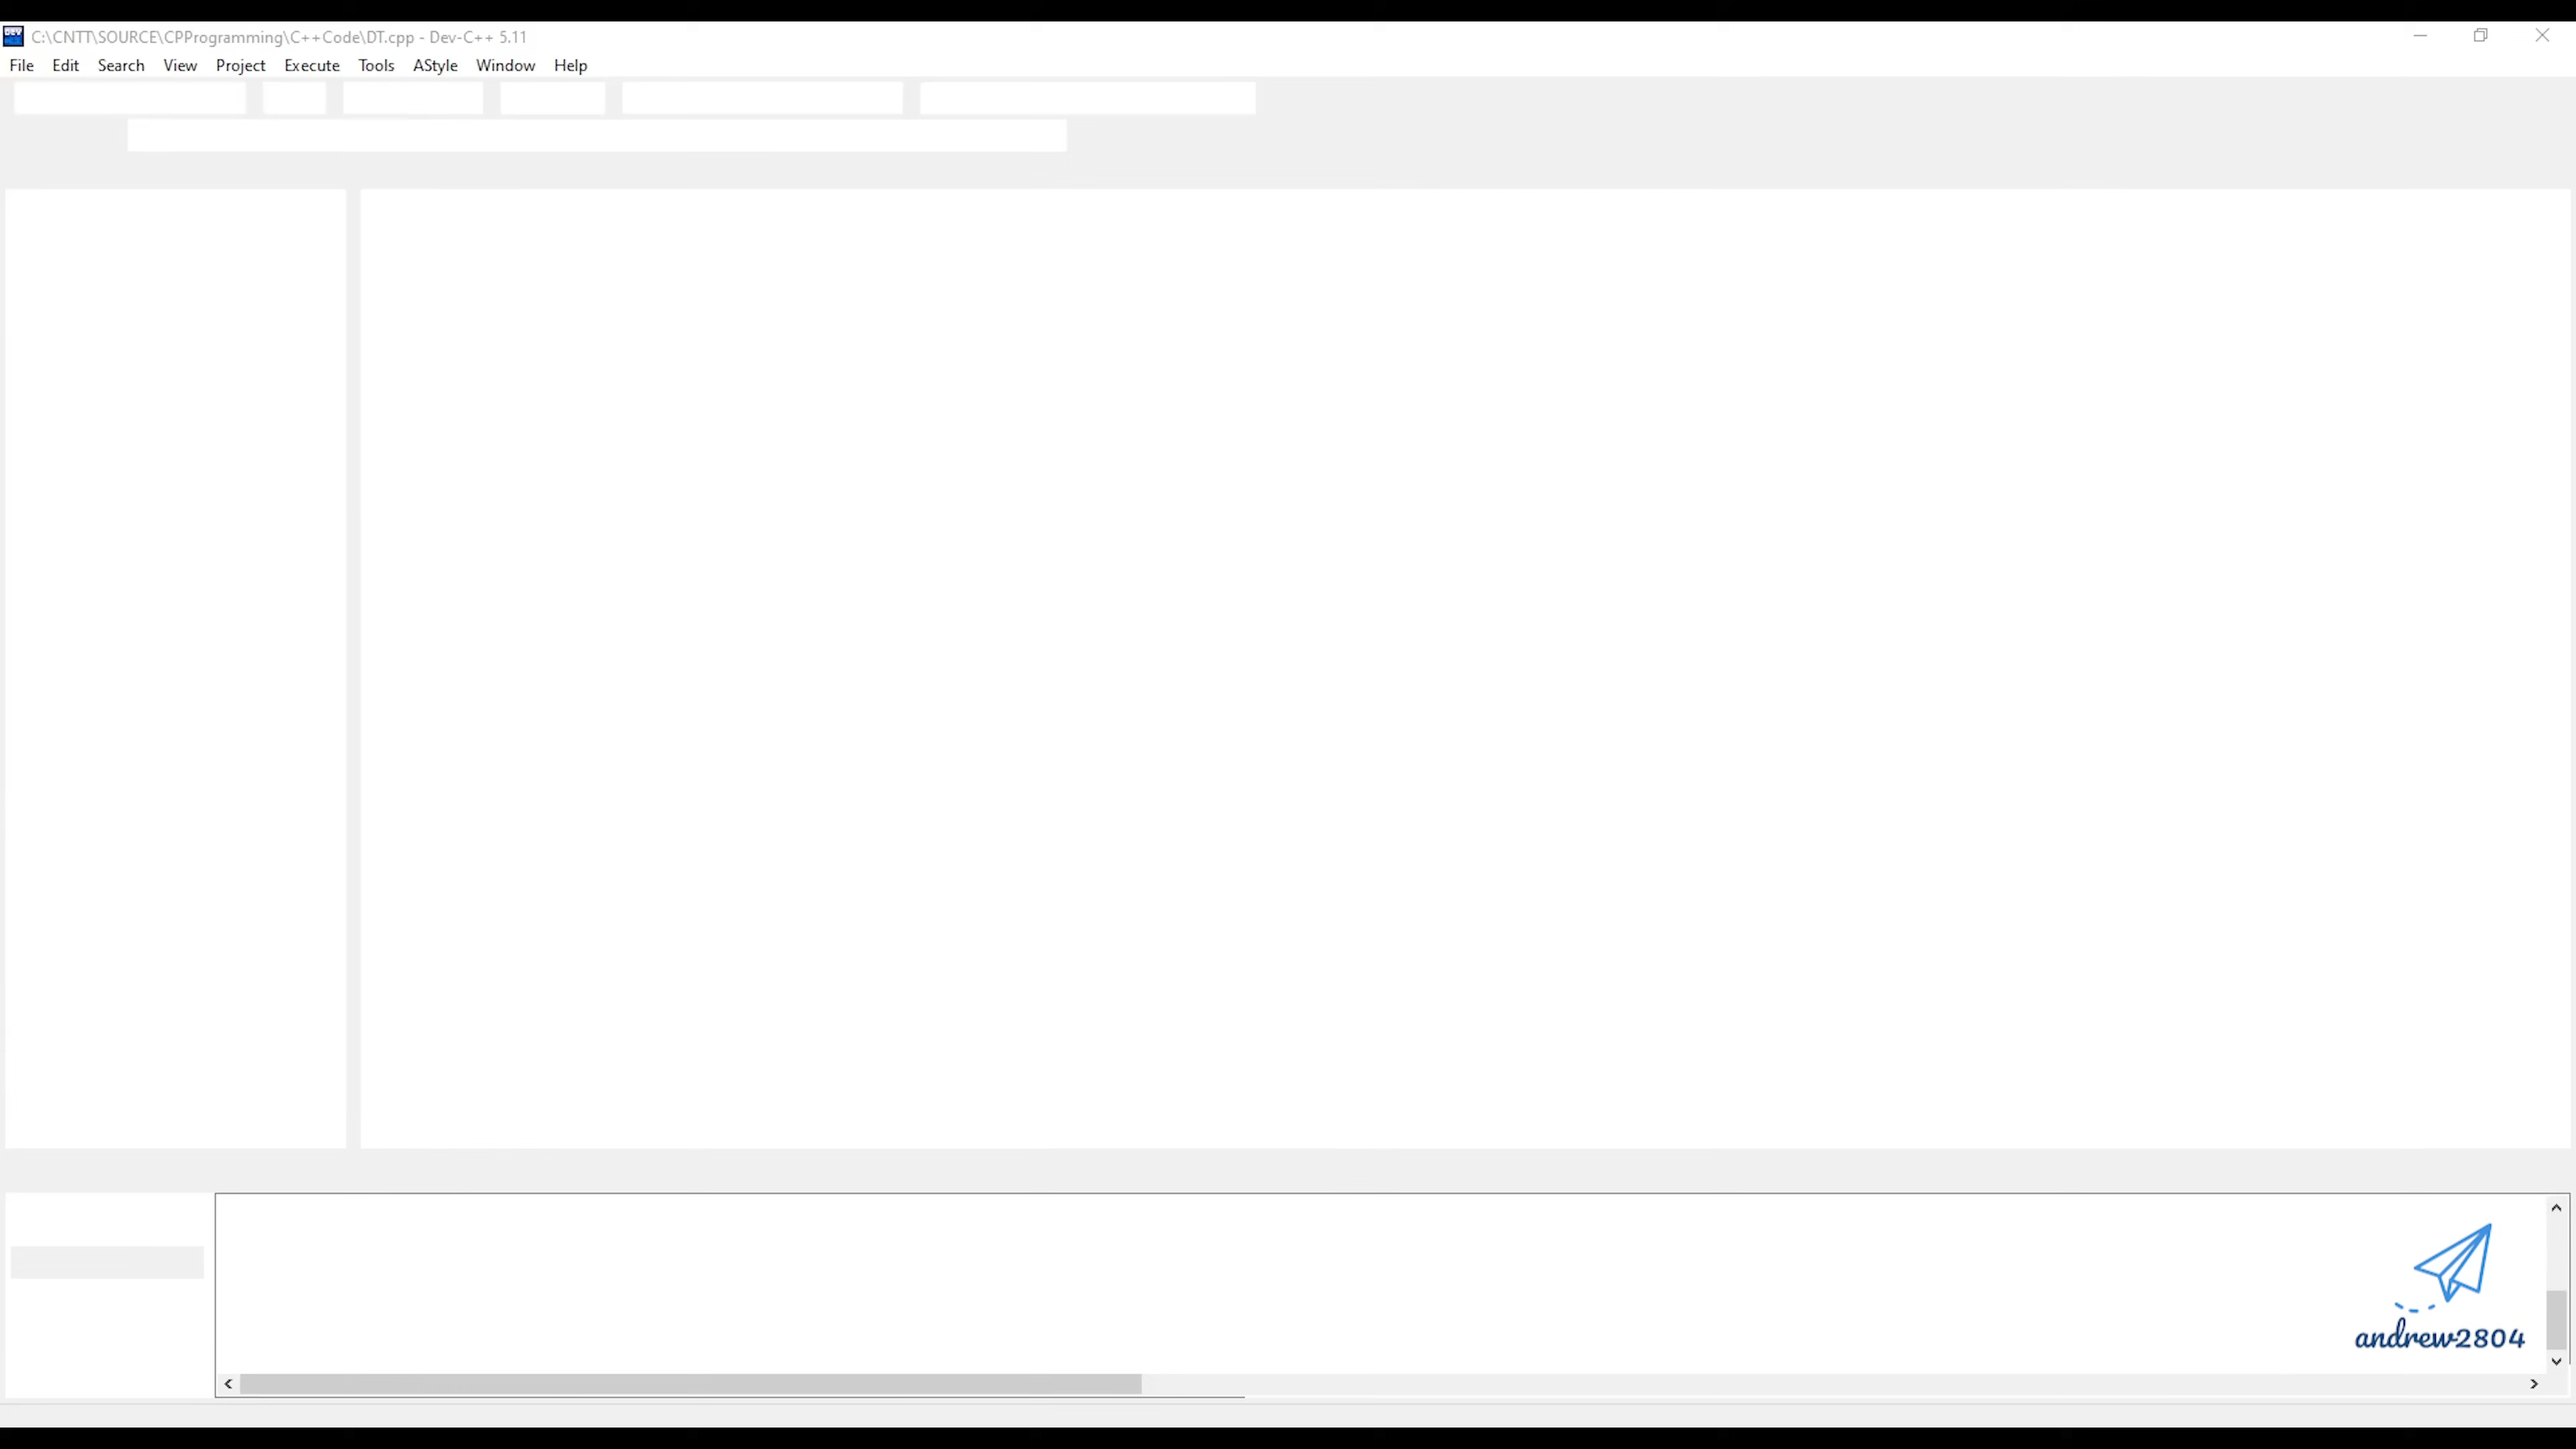 C:\CNTT\SOURCE\CPProgramming\C++Code\DT.cpp - Dev-C++ 5.11
File Edit Search View Project Execute Tools AStyle Window Help
andrew2804